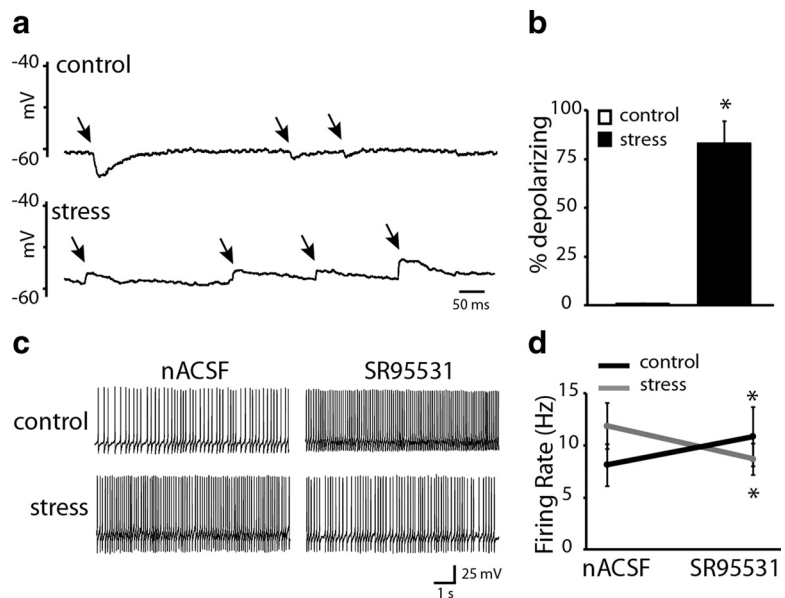 a
-40
control
mV
-60
-40
stress
mV
-60
50 ms
b
100
control
*
stress
75
50
25
0
% depolarizing
c
nACSF
SR95531
control
stress
25 mV
1 s
d
control
stress
15
*
10
5
*
0
Firing Rate (Hz)
nACSF
SR95531